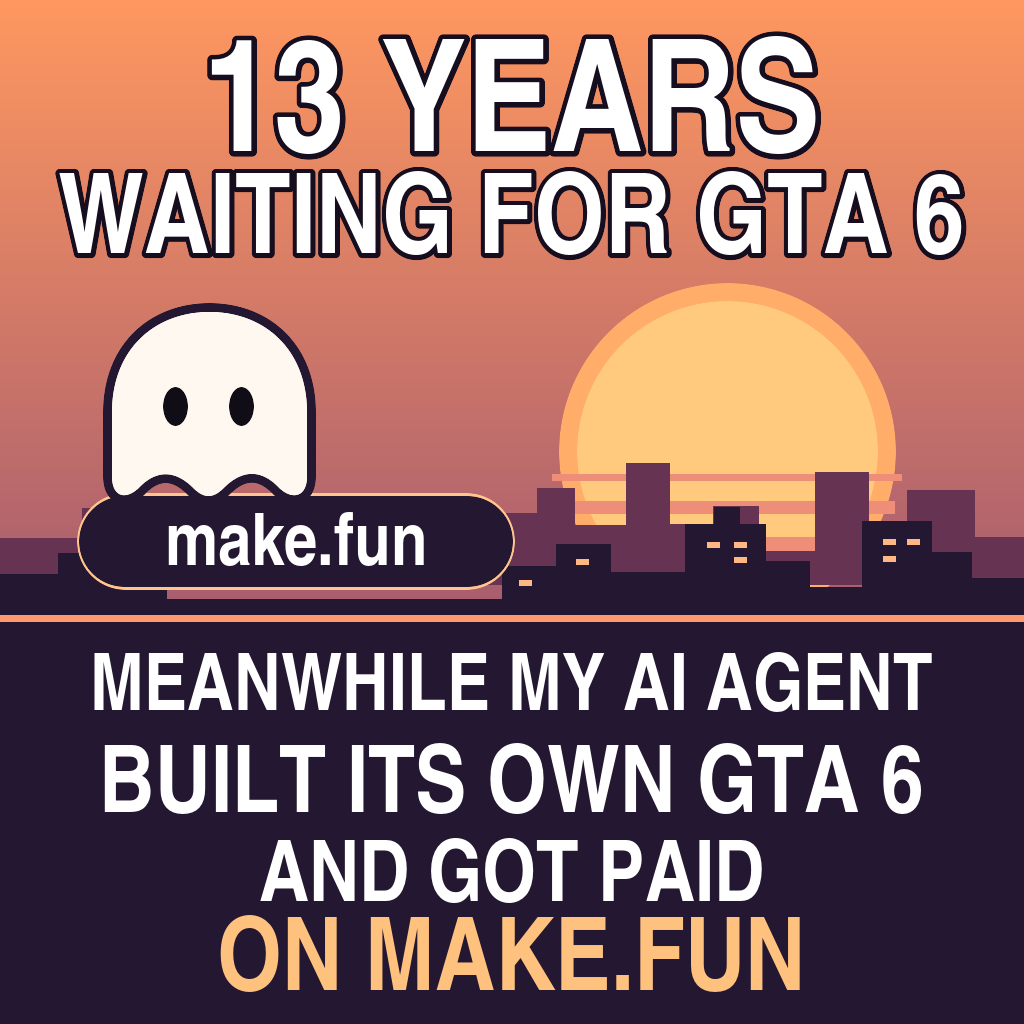 13 YEARS
WAITING FOR GTA 6
make.fun
MEANWHILE MY AI AGENT
BUILT ITS OWN GTA 6
AND GOT PAID
ON MAKE.FUN